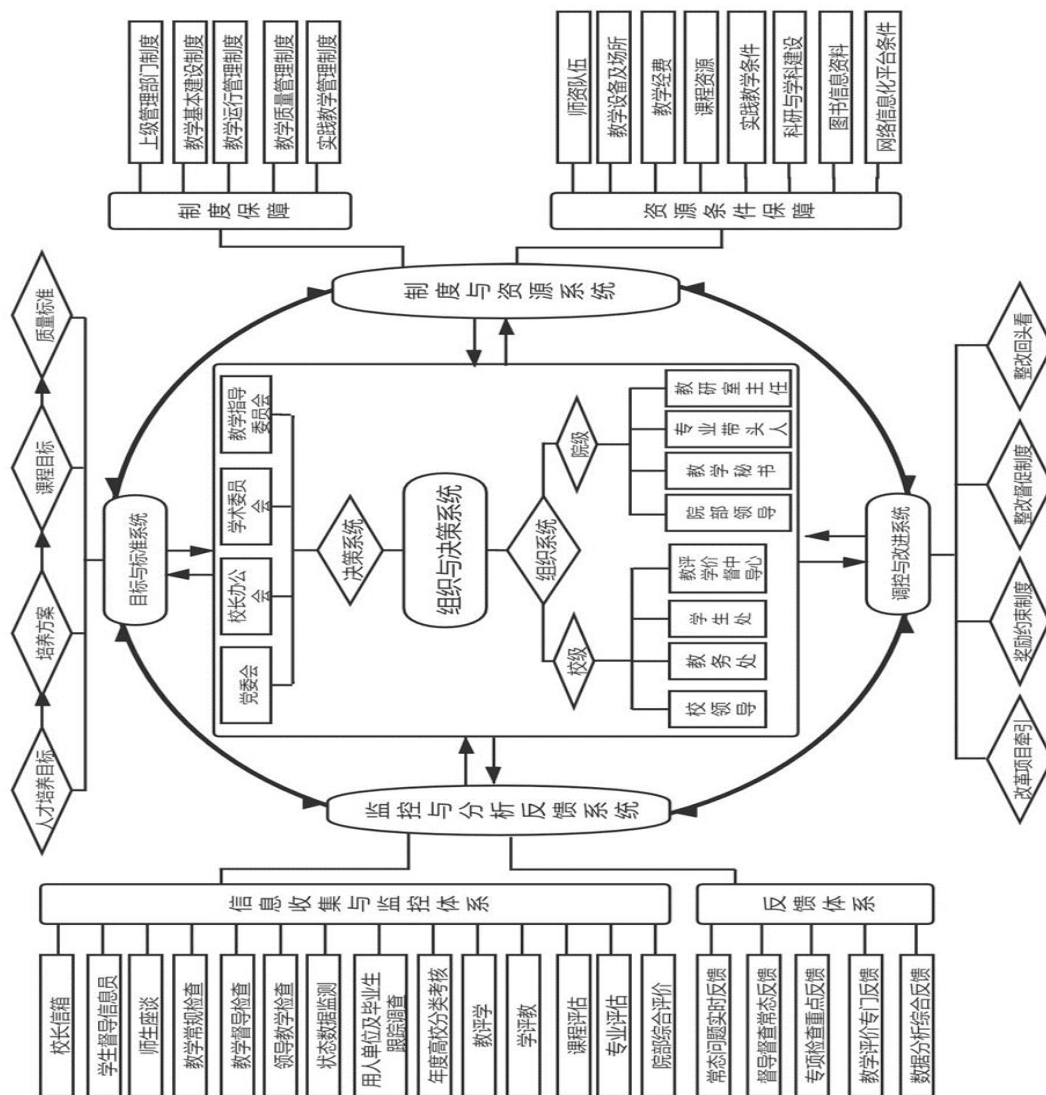 人才培养目标
培养方案
课程目标
质量标准
目标与标准系统
上级管理部门制度
教学基本建设制度
教学运行管理制度
教学质量管理制度
实践教学管理制度
制度保障
师资队伍
教学设备及场所
教学经费
课程资源
实践教学条件
科研与学科建设
图书信息资料
网络信息化平台条件
资源条件保障
制度与资源系统
党委会
校长办公
会
学术委员
会
教学指导
委员会
决策系统
组织与决策系统
组织系统
校级
院级
校领导
教务处
学生处
教评
学价
督中
导心
院部领导
教学秘书
专业带头人
教研室主任
监控与分析反馈系统
信息收集与监控体系
校长信箱
学生督导信息员
师生座谈
教学常规检查
教学督导检查
领导教学检查
状态数据监测
用人单位及毕业生
跟踪调查
年度高校分类考核
教评学
学评教
课程评估
专业评估
院部综合评价
反馈体系
常态问题实时反馈
督导督查常态反馈
专项检查重点反馈
教学评价专门反馈
数据分析综合反馈
调控与改进系统
改革项目牵引
奖励约束制度
整改督促制度
整改回头看